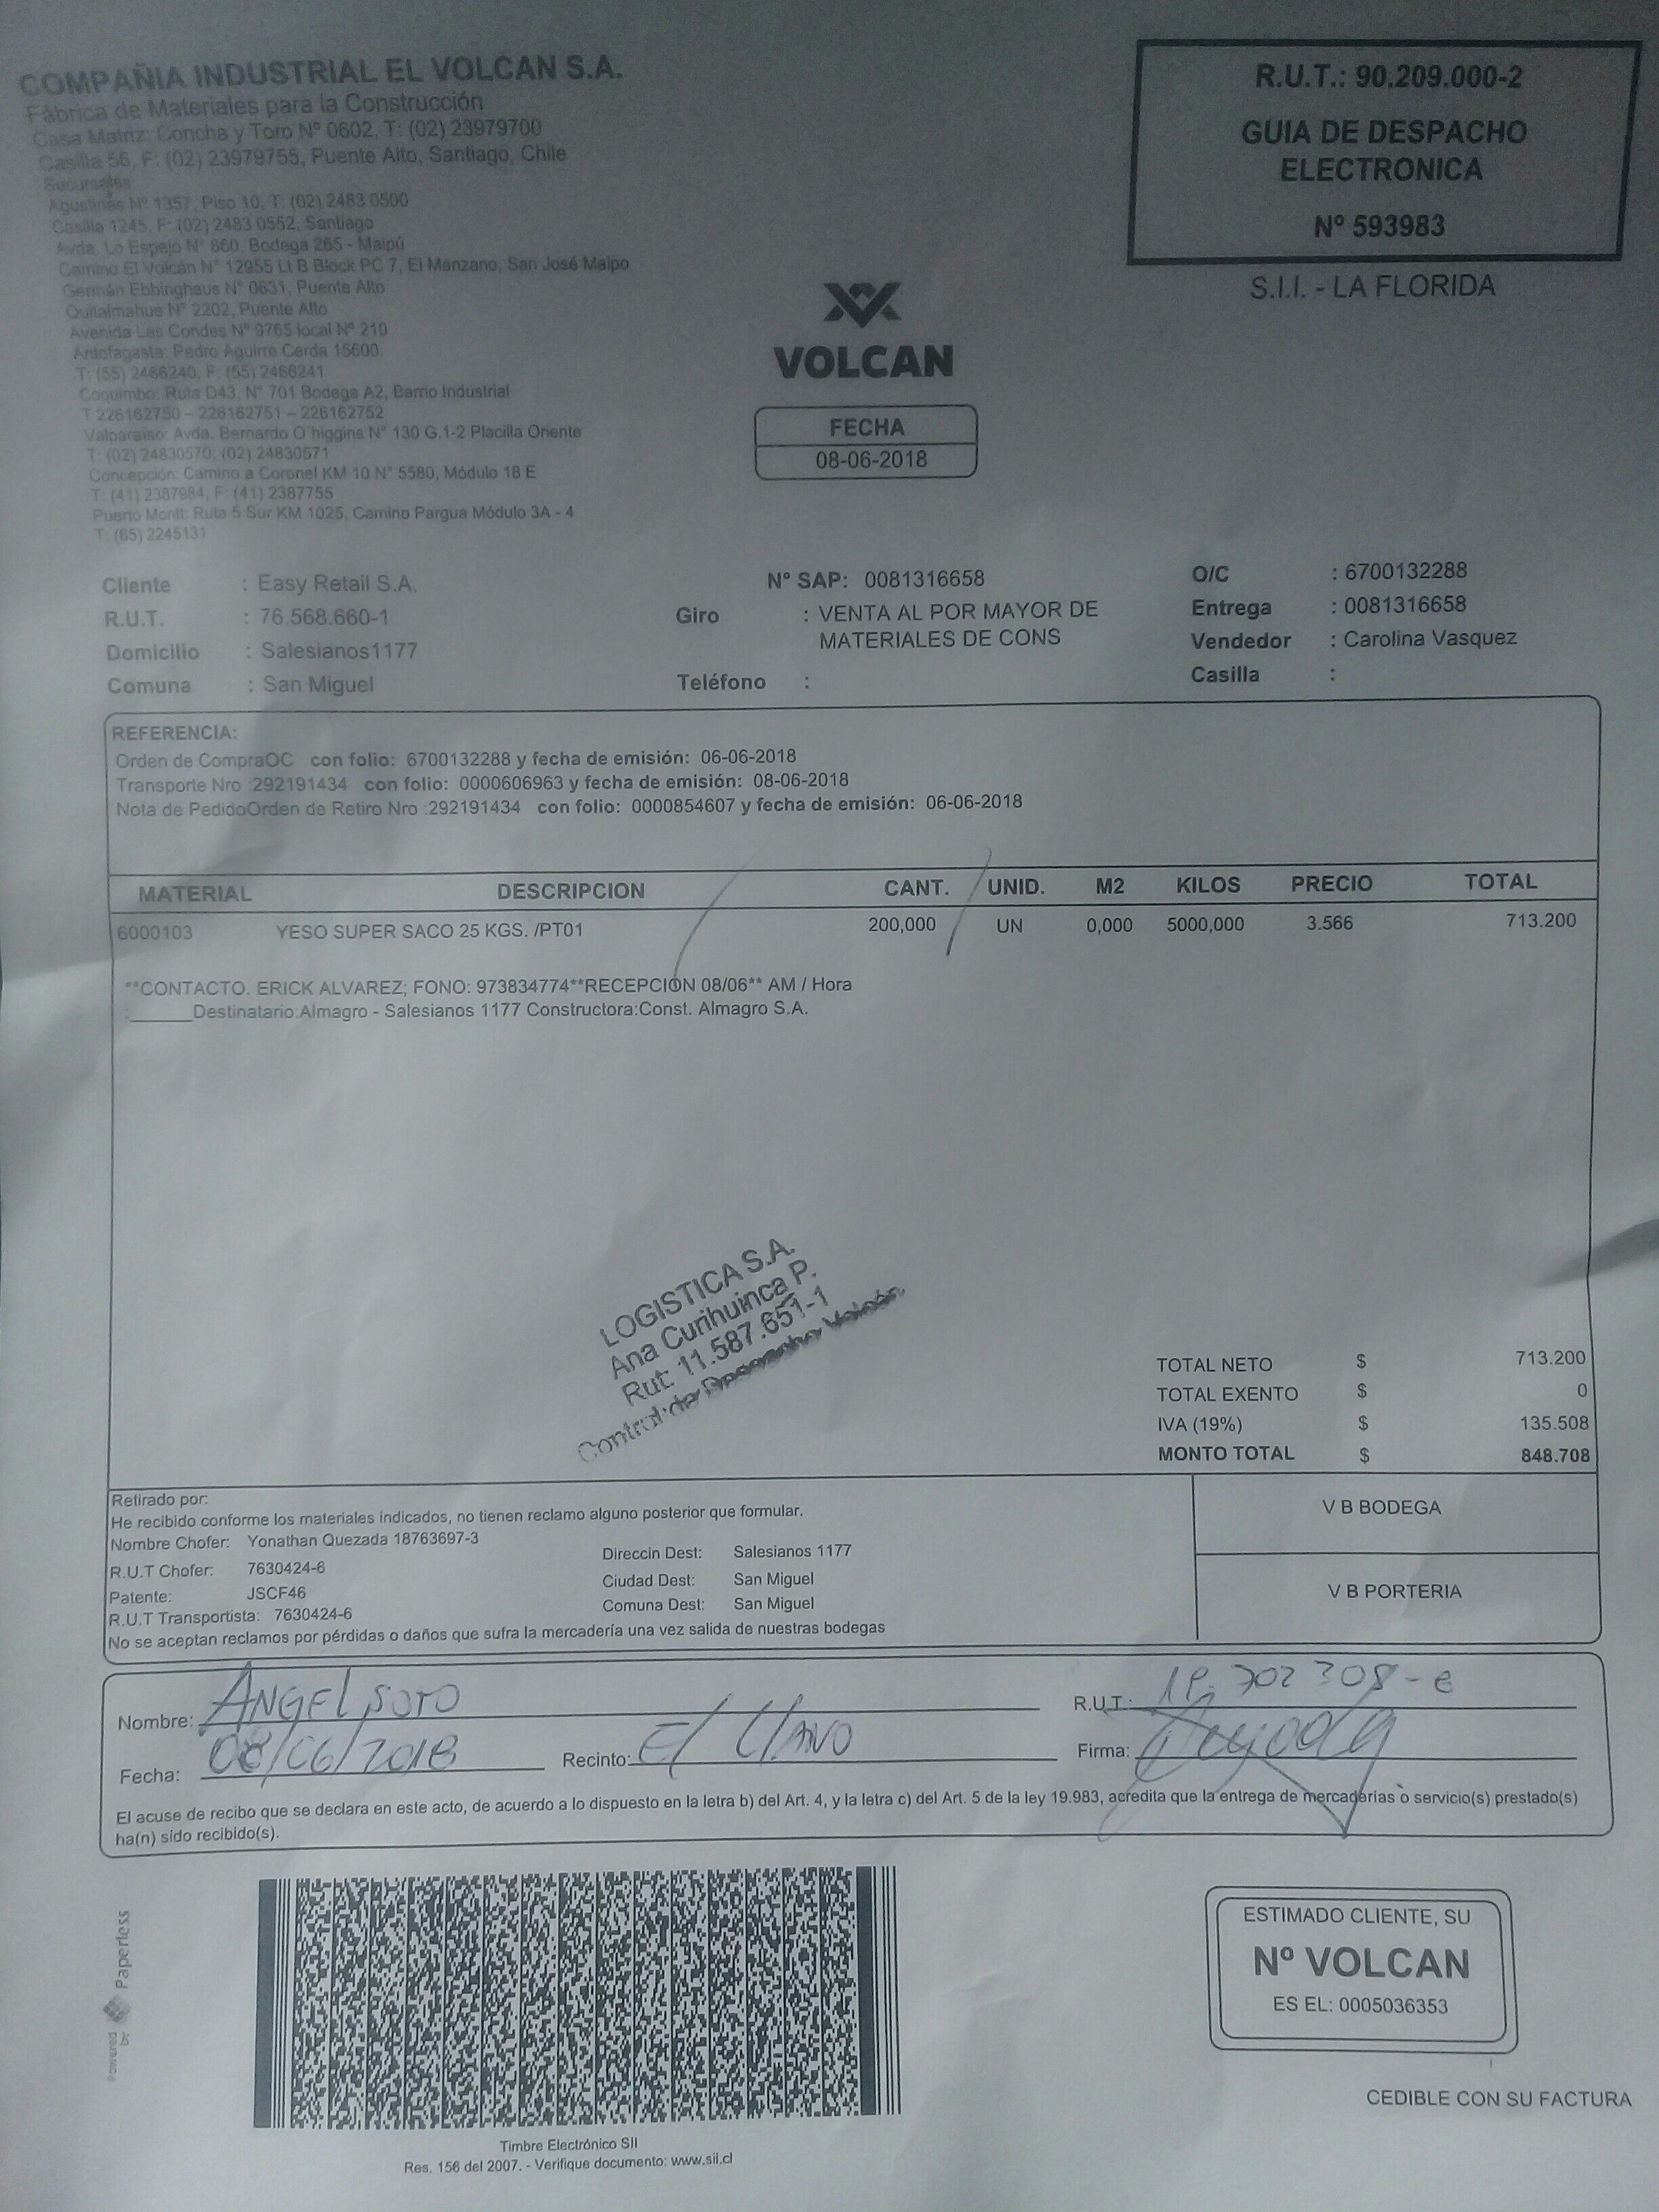 COMPAÑIA INDUSTRIAL EL VOLCAN S.A.
Fábrica de Materiales para la Construcción
Casa Matriz: Concha y Toro Nº 0602, T: (02) 23979700
Casilla 56, F: (02) 23979755, Puente Alto, Santiago, Chile
Sucursales:
Agustinas Nº 1357, Piso 10, T: (02) 2483 0500
Casilla 1245, F: (02) 2483 0552, Santiago
Avda. Lo Espejo N° 860, Bodega 265 - Maipú
Camino El Volcán N° 12955 Lt B Block PC 7, El Manzano, San José Maipo
Germán Ebbinghaus N° 0631, Puente Alto
Quitalmahue N° 2202, Puente Alto
Avenida Las Condes N° 9765 local N° 210
Antofagasta: Pedro Aguirre Cerda 15600
T: (55) 2466240, F: (55) 2466241
Coquimbo: Ruta D43, N° 701 Bodega A2, Barrio Industrial
T 226162750 – 226162751 – 226162752
Valparaiso: Avda. Bernardo O´higgins N° 130 G.1-2 Placilla Oriente
T: (02) 24830570; (02) 24830571
Concepción: Camino a Coronel KM 10 N° 5580, Módulo 18 E
T: (41) 2387984, F: (41) 2387755
Puerto Montt: Ruta 5 Sur KM 1025, Camino Pargua Módulo 3A - 4
T: (65) 2245131
R.U.T.: 90.209.000-2
GUIA DE DESPACHO
ELECTRONICA
Nº 593983
S.I.I. - LA FLORIDA
VOLCAN
FECHA
08-06-2018
Cliente : Easy Retail S.A.
R.U.T. : 76.568.660-1
Domicilio : Salesianos1177
Comuna : San Miguel
Nº SAP: 0081316658
Giro : VENTA AL POR MAYOR DE
MATERIALES DE CONS
Teléfono :
O/C : 6700132288
Entrega : 0081316658
Vendedor : Carolina Vasquez
Casilla :
REFERENCIA:
Orden de CompraOC con folio: 6700132288 y fecha de emisión: 06-06-2018
Transporte Nro :292191434 con folio: 0000606963 y fecha de emisión: 08-06-2018
Nota de PedidoOrden de Retiro Nro :292191434 con folio: 0000854607 y fecha de emisión: 06-06-2018
MATERIAL DESCRIPCION CANT. UNID. M2 KILOS PRECIO TOTAL
6000103 YESO SUPER SACO 25 KGS. /PT01 200,000 UN 0,000 5000,000 3.566 713.200
**CONTACTO. ERICK ALVAREZ; FONO: 973834774**RECEPCIÓN 08/06** AM / Hora
:______Destinatario:Almagro - Salesianos 1177 Constructora:Const. Almagro S.A.
LOGISTICA S.A.
Ana Curihuinca P.
Rut: 11.587.651-1
Control de Despacho Volcán
TOTAL NETO $ 713.200
TOTAL EXENTO $ 0
IVA (19%) $ 135.508
MONTO TOTAL $ 848.708
Retirado por:
He recibido conforme los materiales indicados, no tienen reclamo alguno posterior que formular.
Nombre Chofer: Yonathan Quezada 18763697-3
R.U.T Chofer: 7630424-6
Patente: JSCF46
R.U.T Transportista: 7630424-6
Direccin Dest: Salesianos 1177
Ciudad Dest: San Miguel
Comuna Dest: San Miguel
No se aceptan reclamos por pérdidas o daños que sufra la mercadería una vez salida de nuestras bodegas
V B BODEGA
V B PORTERIA
Nombre: ANGEL SOTO
R.U.T.:
Fecha: 08/06/2018
Recinto: El Llano
Firma:
El acuse de recibo que se declara en este acto, de acuerdo a lo dispuesto en la letra b) del Art. 4, y la letra c) del Art. 5 de la ley 19.983, acredita que la entrega de mercaderias o servicio(s) prestado(s)
ha(n) sido recibido(s).
Powered by Paperless
Timbre Electrónico SII
Res. 156 del 2007. - Verifique documento: www.sii.cl
ESTIMADO CLIENTE, SU
Nº VOLCAN
ES EL: 0005036353
CEDIBLE CON SU FACTURA